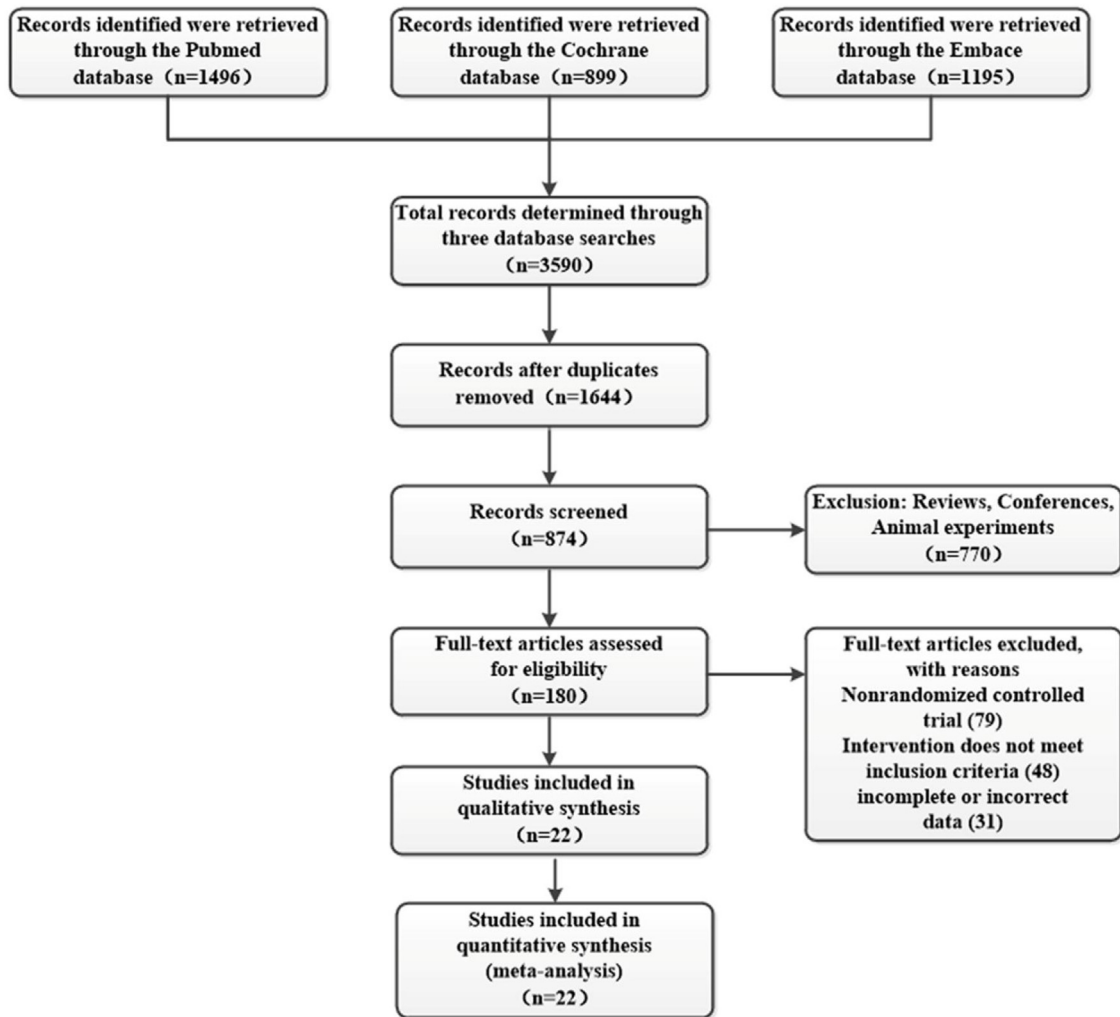 Records identified were retrieved
through the Pubmed
database（n=1496）
Records identified were retrieved
through the Cochrane
database（n=899）
Records identified were retrieved
through the Embace
database（n=1195）
Total records determined through
three database searches
（n=3590）
Records after duplicates
removed（n=1644）
Records screened
（n=874）
Exclusion: Reviews, Conferences,
Animal experiments
（n=770）
Full-text articles assessed
for eligibility
（n=180）
Full-text articles excluded,
with reasons
Nonrandomized controlled
trial (79)
Intervention does not meet
inclusion criteria (48)
incomplete or incorrect
data (31)
Studies included in
qualitative synthesis
（n=22）
Studies included in
quantitative synthesis
(meta-analysis)
（n=22）